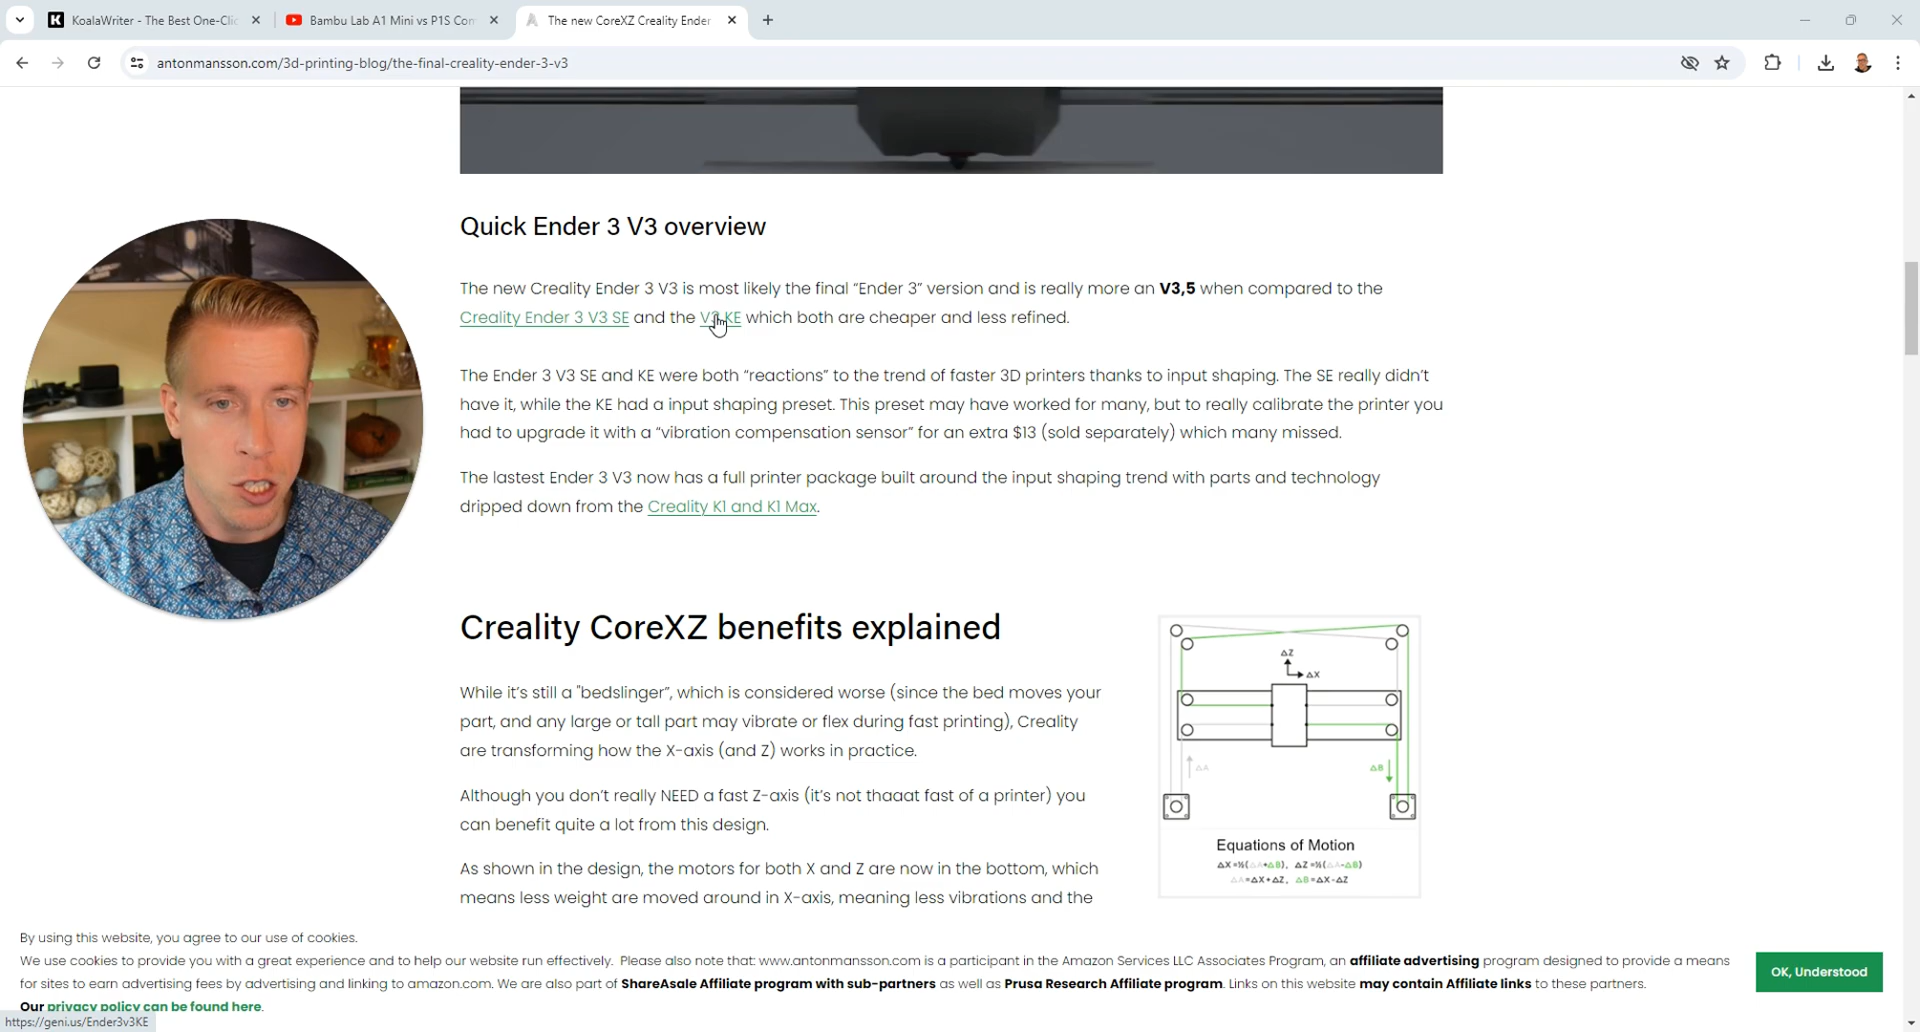 KoalaWriter - The Best One-Clic
Bambu Lab A1 Mini vs P1S Com
The new CoreXZ Creality Ender
antonmansson.com/3d-printing-blog/the-final-creality-ender-3-v3
Quick Ender 3 V3 overview
The new Creality Ender 3 V3 is most likely the final “Ender 3” version and is really more an V3,5 when compared to the
Creality Ender 3 V3 SE and the V3 KE which both are cheaper and less refined.
The Ender 3 V3 SE and KE were both “reactions” to the trend of faster 3D printers thanks to input shaping. The SE really didn’t
have it, while the KE had a input shaping preset. This preset may have worked for many, but to really calibrate the printer you
had to upgrade it with a “vibration compensation sensor” for an extra $13 (sold separately) which many missed.
The lastest Ender 3 V3 now has a full printer package built around the input shaping trend with parts and technology
dripped down from the Creality K1 and K1 Max.
Creality CoreXZ benefits explained
While it’s still a "bedslinger”, which is considered worse (since the bed moves your
part, and any large or tall part may vibrate or flex during fast printing), Creality
are transforming how the X-axis (and Z) works in practice.
Although you don’t really NEED a fast Z-axis (it’s not thaaat fast of a printer) you
can benefit quite a lot from this design.
As shown in the design, the motors for both X and Z are now in the bottom, which
means less weight are moved around in X-axis, meaning less vibrations and the
ΔZ
ΔX
ΔA
ΔB
Equations of Motion
ΔX=½(ΔA+ΔB), ΔZ=½(ΔA-ΔB)
ΔA=ΔX+ΔZ, ΔB=ΔX-ΔZ
By using this website, you agree to our use of cookies.
We use cookies to provide you with a great experience and to help our website run effectively. Please also note that: www.antonmansson.com is a participant in the Amazon Services LLC Associates Program, an affiliate advertising program designed to provide a means
for sites to earn advertising fees by advertising and linking to amazon.com. We are also part of ShareAsale Affiliate program with sub-partners as well as Prusa Research Affiliate program. Links on this website may contain Affiliate links to these partners.
Our privacy policy can be found here.
OK, Understood
https://geni.us/Ender3v3KE